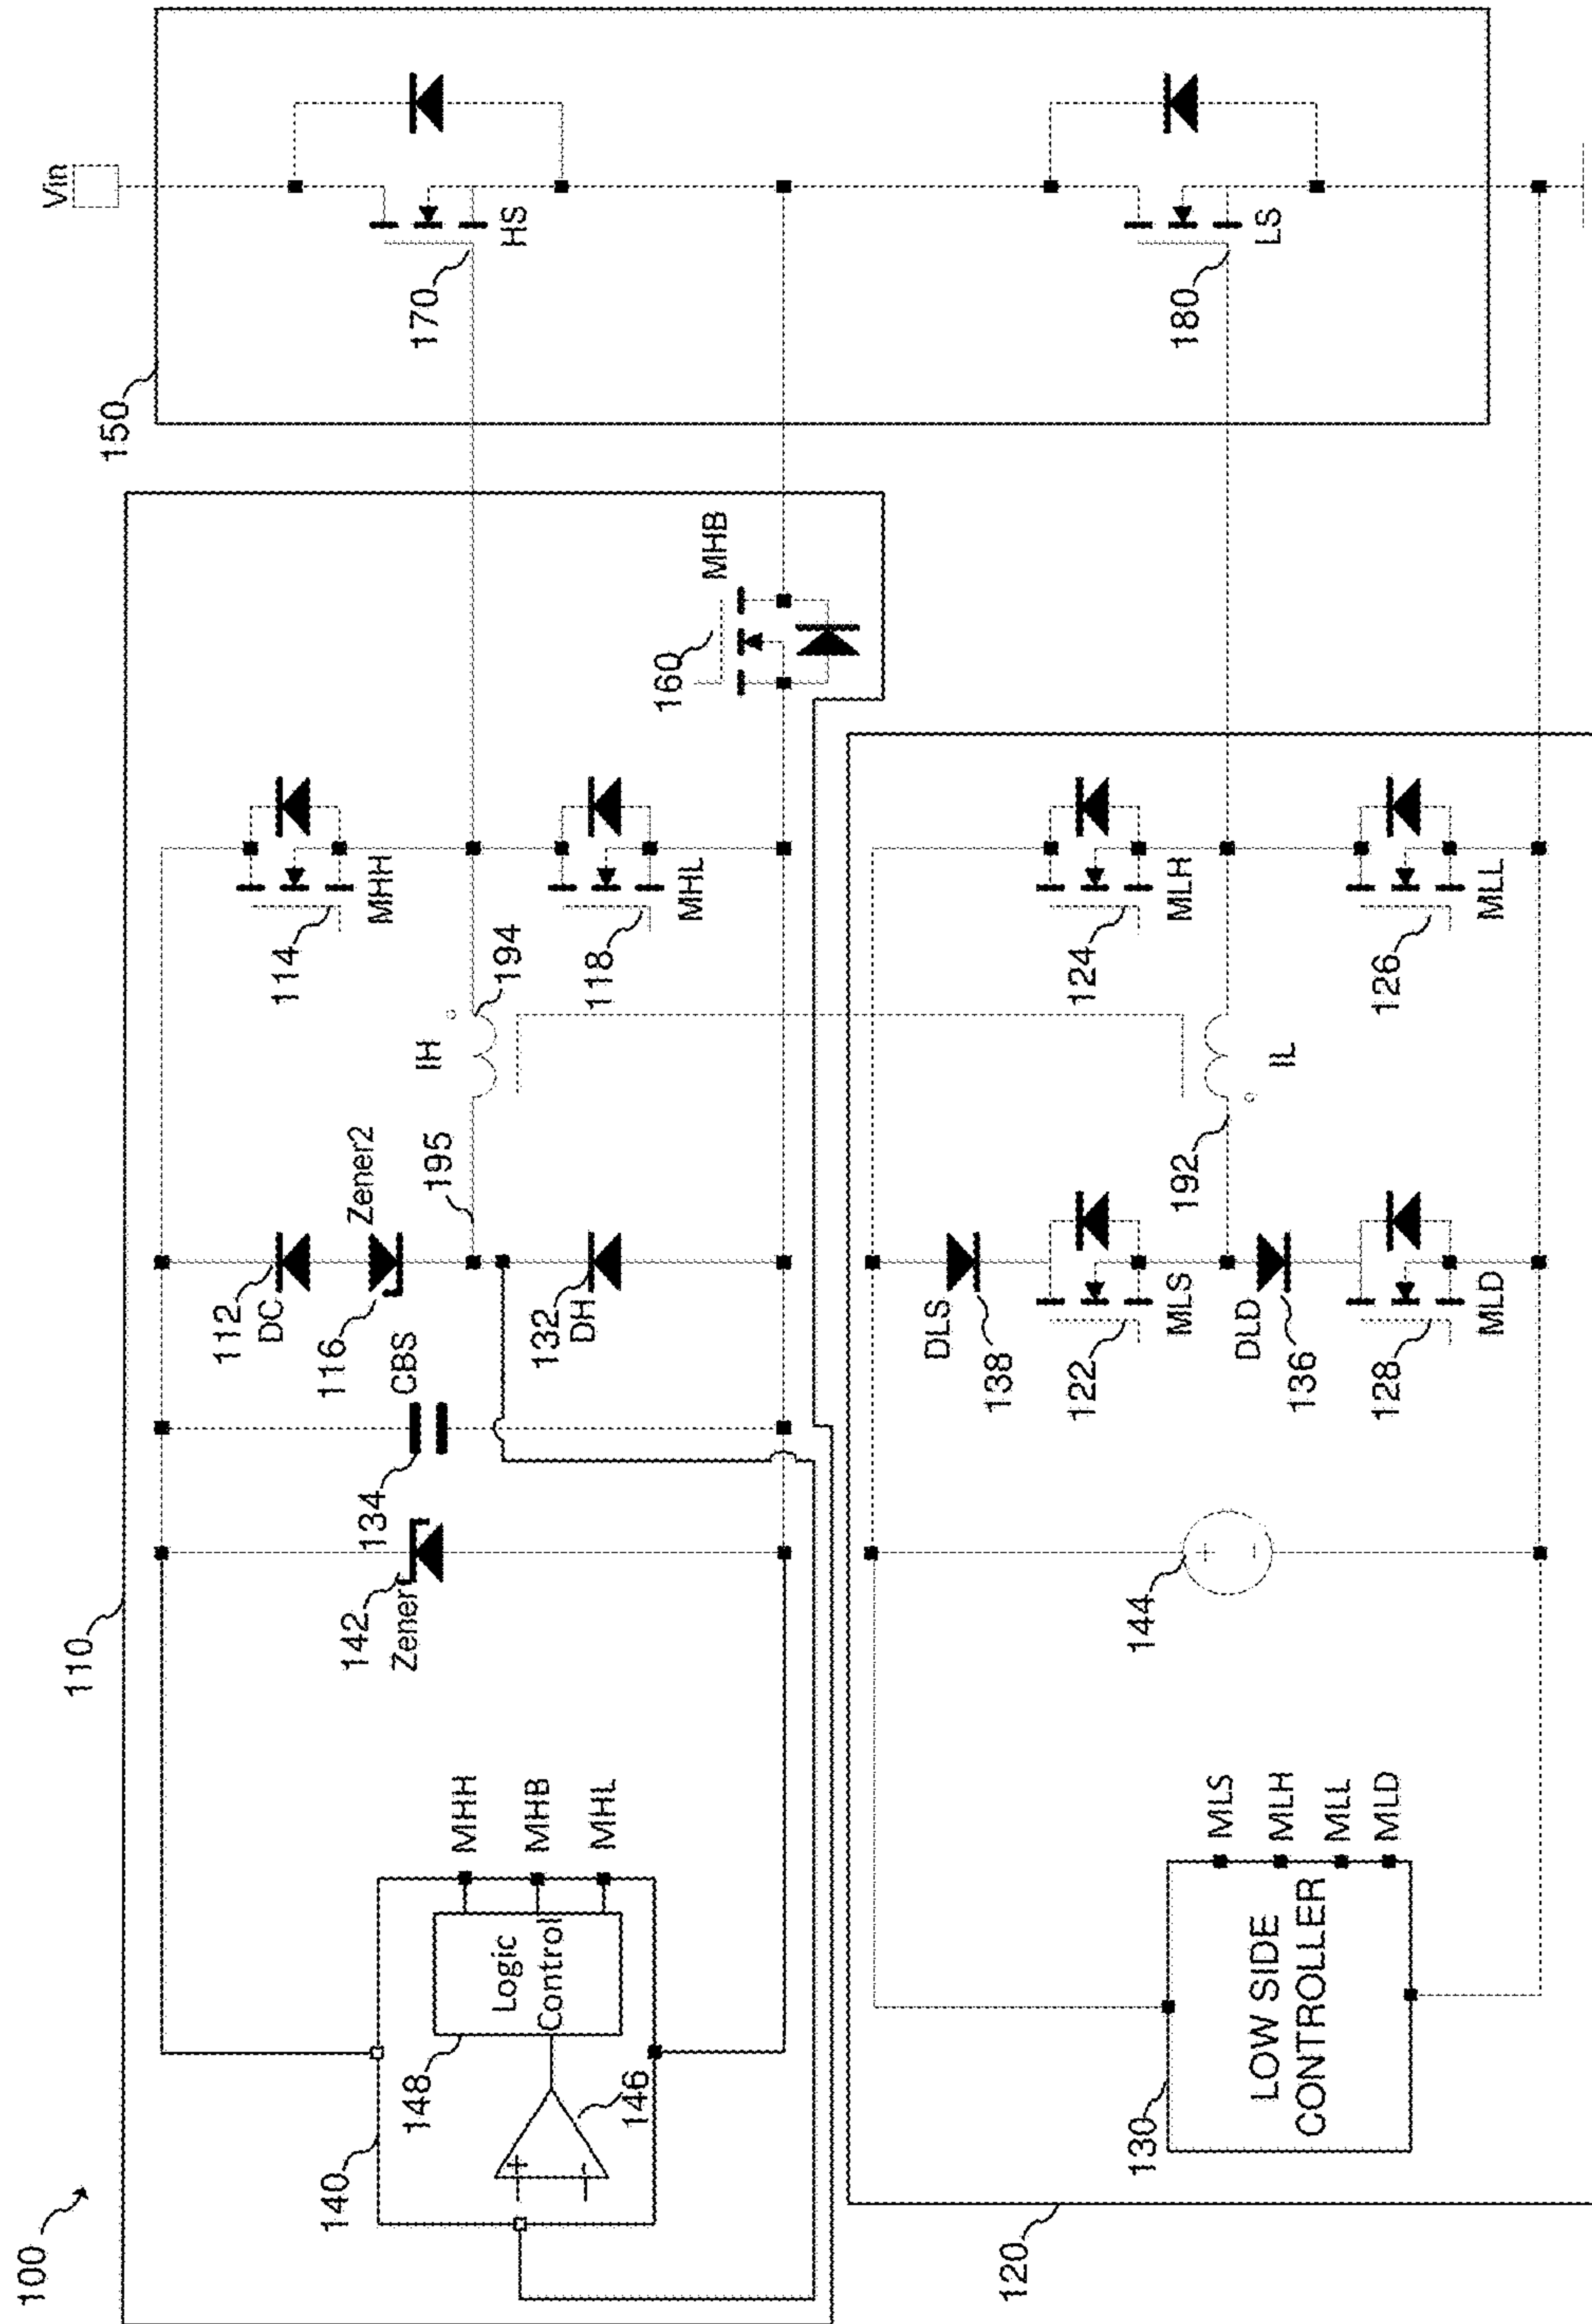 100
110
140
148
Logic
Control
146
MHH
MHB
MHL
142
Zener
134
CBS
112
DC
116
Zener2
132
DH
195
IH
194
114
MHH
118
MHL
160
MHB
150
Vin
170
HS
180
LS
120
130
LOW SIDE
CONTROLLER
MLS
MLH
MLL
MLD
144
+
-
DLS
138
122
MLS
DLD
136
128
MLD
192
IL
124
MLH
126
MLL